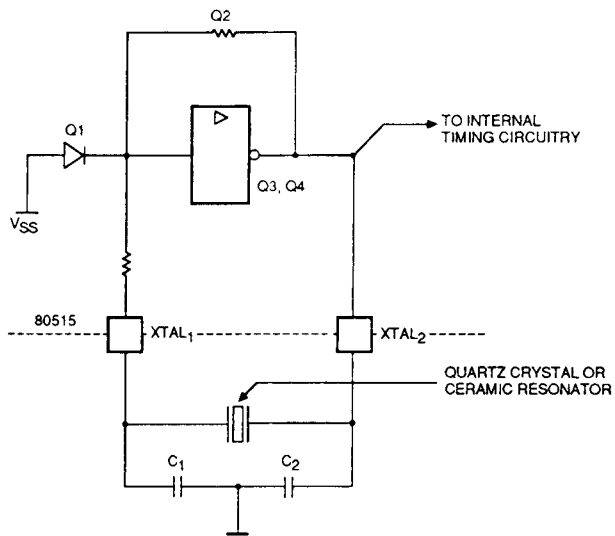 Q2
Q1
TO INTERNAL
TIMING CIRCUITRY
Q3, Q4
VSS
80515
XTAL1
XTAL2
QUARTZ CRYSTAL OR
CERAMIC RESONATOR
C1
C2